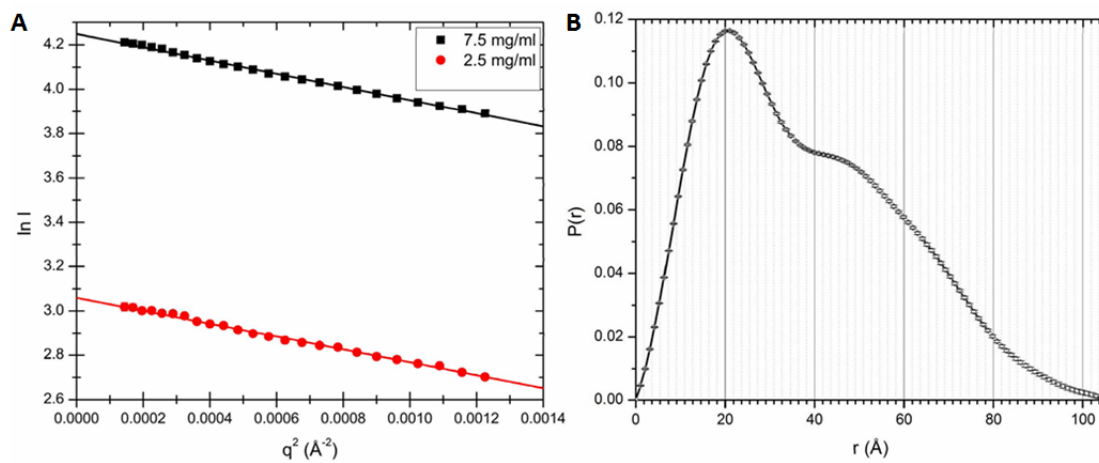 A
4.2
4.0
3.8
3.6
3.4
3.2
3.0
2.8
2.6
ln I
7.5 mg/ml
2.5 mg/ml
0.0000 0.0002 0.0004 0.0006 0.0008 0.0010 0.0012 0.0014
q² (Å⁻²)
B
0.12
0.10
0.08
0.06
0.04
0.02
0.00
P(r)
0 20 40 60 80 100
r (Å)